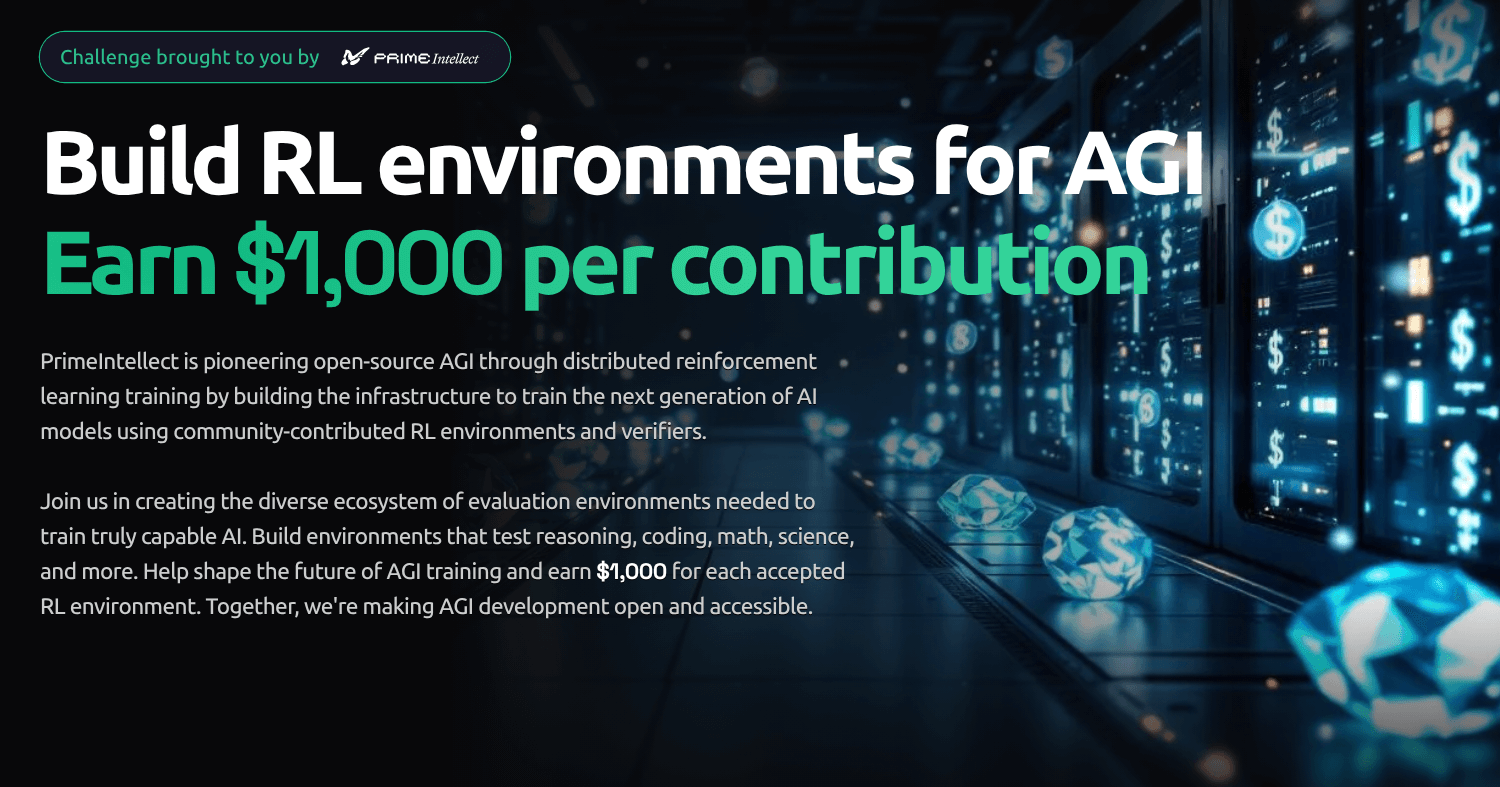 Challenge brought to you by PRIME Intellect
Build RL environments for AGI
Earn $1,000 per contribution
PrimeIntellect is pioneering open-source AGI through distributed reinforcement
learning training by building the infrastructure to train the next generation of AI
models using community-contributed RL environments and verifiers.
Join us in creating the diverse ecosystem of evaluation environments needed to
train truly capable AI. Build environments that test reasoning, coding, math, science,
and more. Help shape the future of AGI training and earn $1,000 for each accepted
RL environment. Together, we're making AGI development open and accessible.